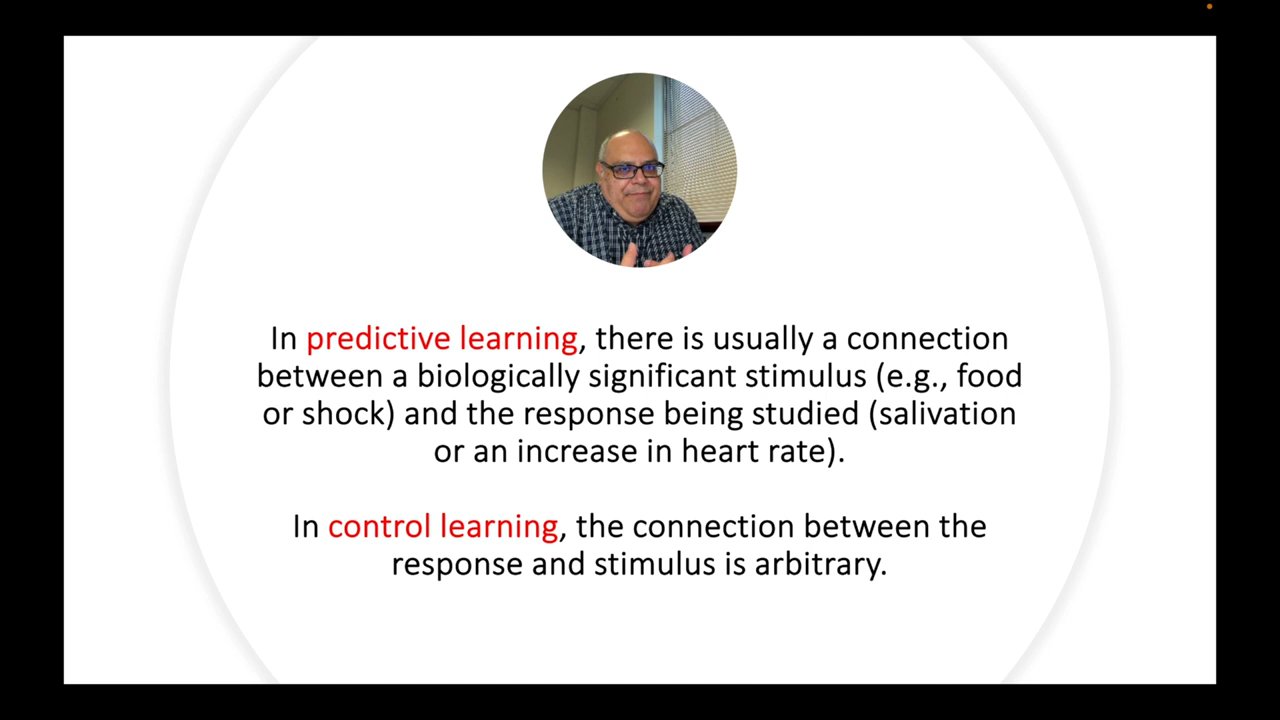 In predictive learning, there is usually a connection
between a biologically significant stimulus (e.g., food
or shock) and the response being studied (salivation
or an increase in heart rate).
In control learning, the connection between the
response and stimulus is arbitrary.